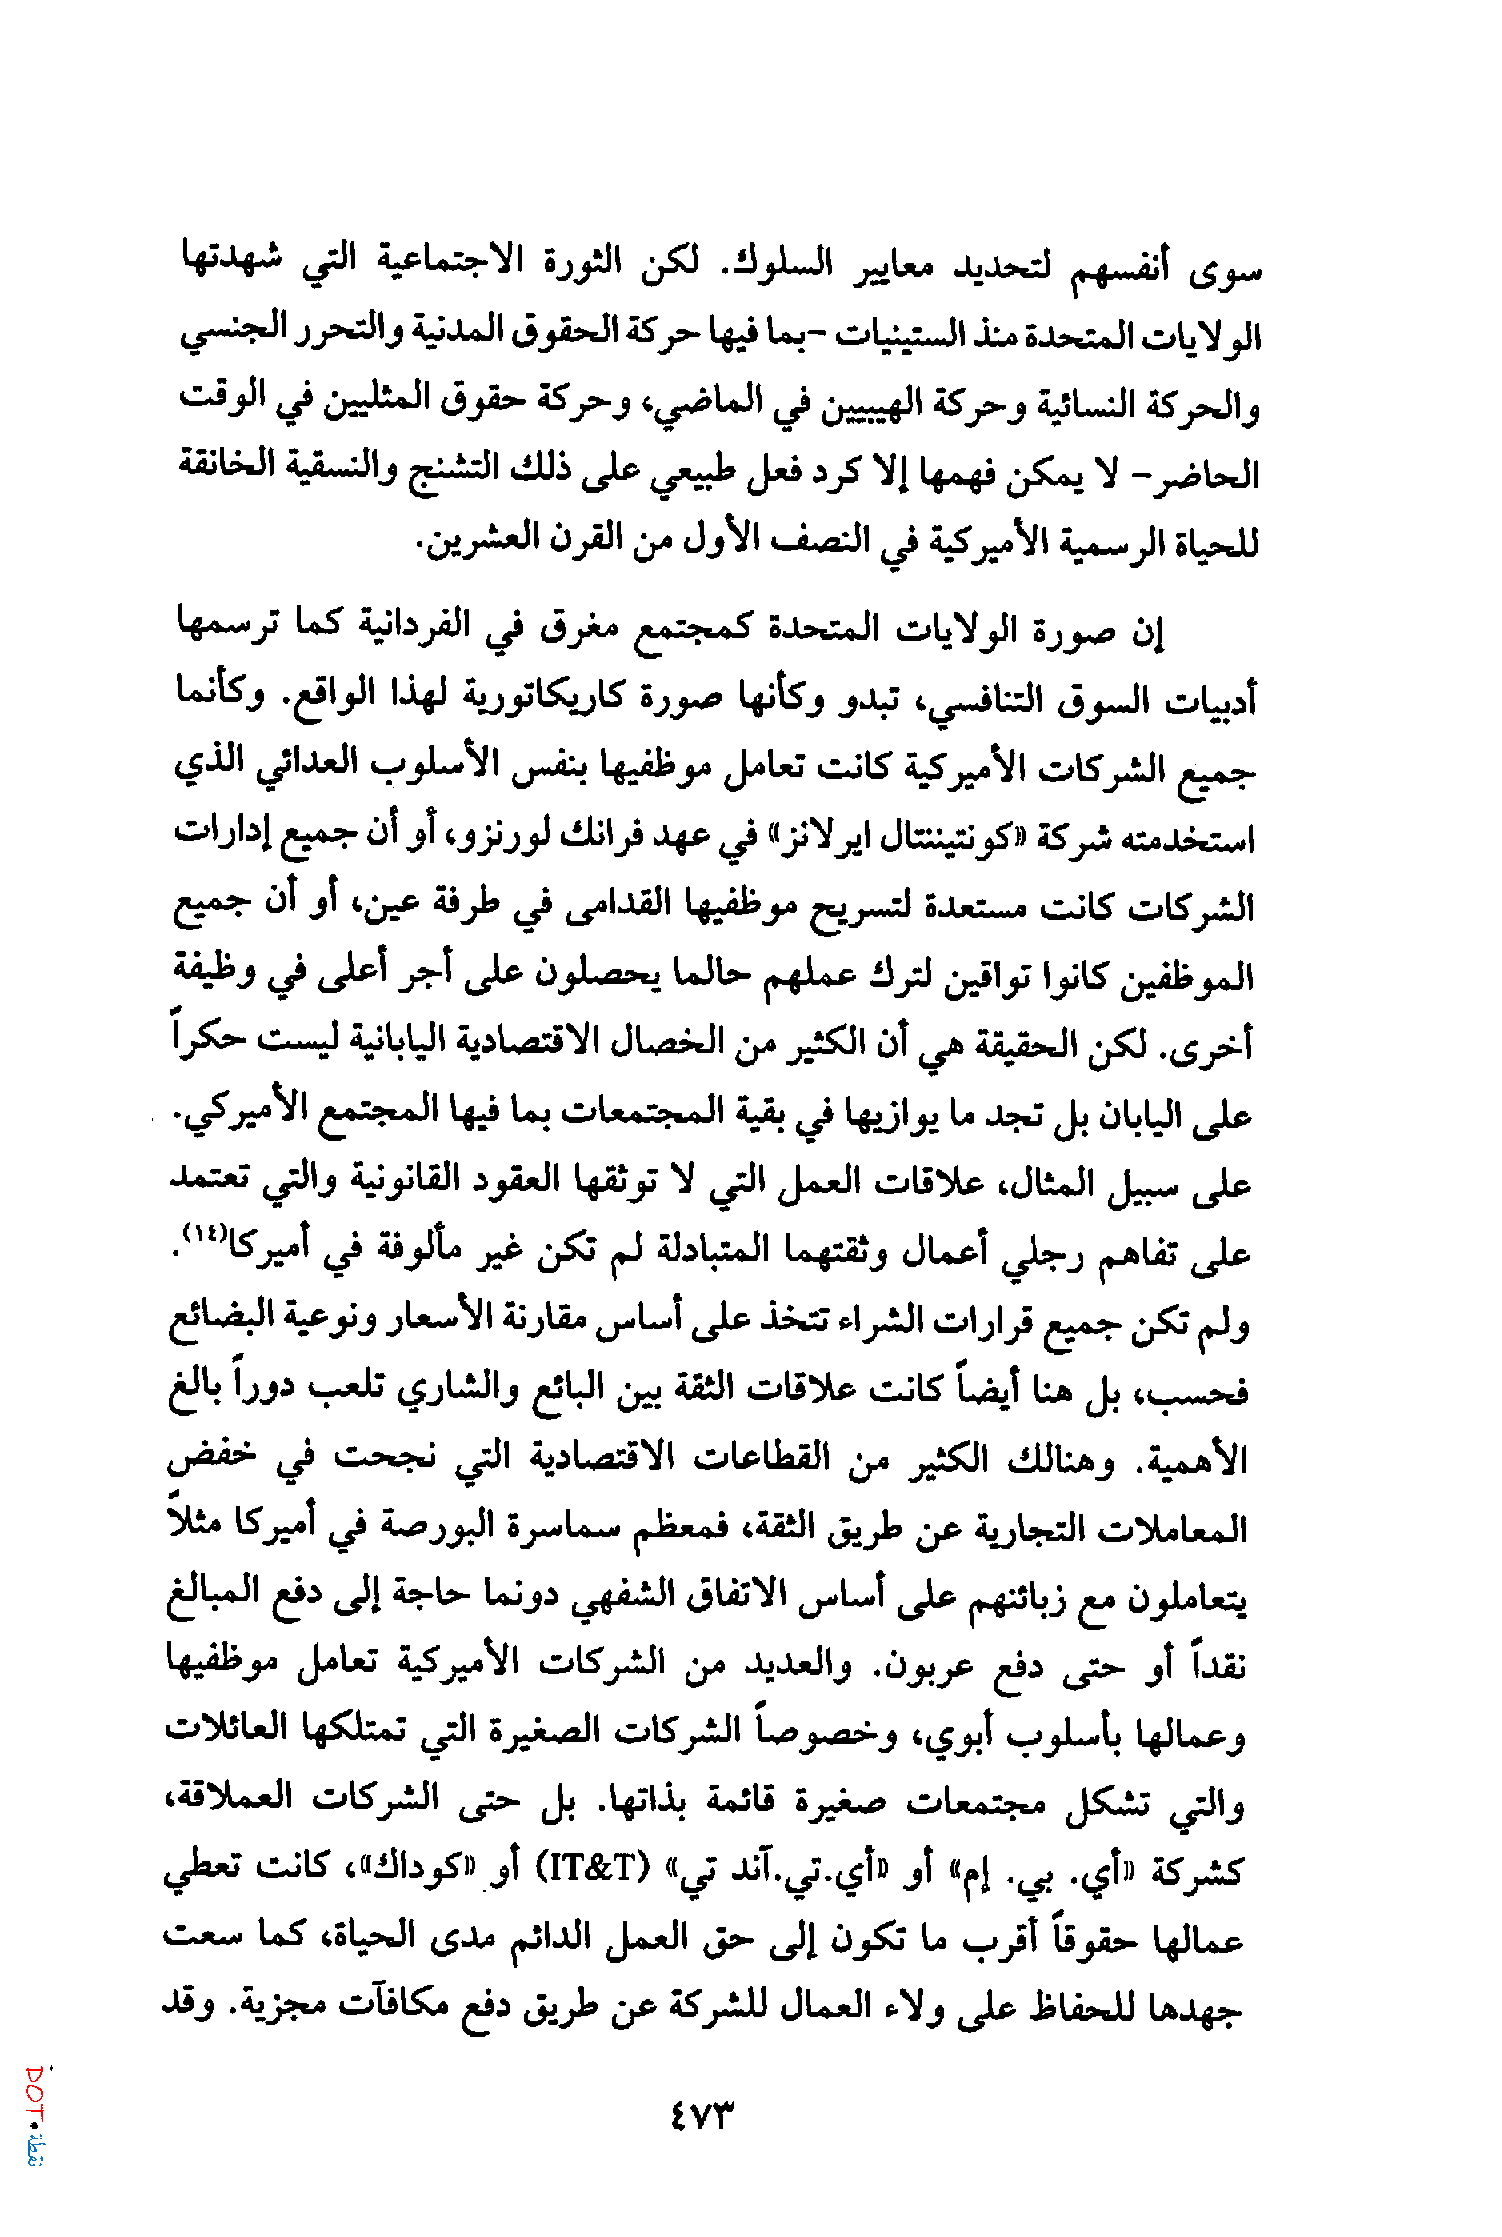 سوى أنفسهم لتحديد معايير السلوك. لكن الثورة الاجتماعية التي شهدتها
الولايات المتحدة منذ الستينيات -بما فيها حركة الحقوق المدنية والتحرر الجنسي
والحركة النسائية وحركة الهيبيين في الماضي، وحركة حقوق المثليين في الوقت
الحاضر- لا يمكن فهمها إلا كرد فعل طبيعي على ذلك التشنج والنسقية الخانقة
للحياة الرسمية الأميركية في النصف الأول من القرن العشرين.
إن صورة الولايات المتحدة كمجتمع مغرق في الفردانية كما ترسمها
أدبيات السوق التنافسي، تبدو وكأنها صورة كاريكاتورية لهذا الواقع. وكأنما
جميع الشركات الأميركية كانت تعامل موظفيها بنفس الأسلوب العدائي الذي
استخدمته شركة «كونتيننتال ايرلانز» في عهد فرانك لورنزو، أو أن جميع إدارات
الشركات كانت مستعدة لتسريح موظفيها القدامى في طرفة عين، أو أن جميع
الموظفين كانوا تواقين لترك عملهم حالما يحصلون على أجر أعلى في وظيفة
أخرى. لكن الحقيقة هي أن الكثير من الخصال الاقتصادية اليابانية ليست حكراً
على اليابان بل تجد ما يوازيها في بقية المجتمعات بما فيها المجتمع الأميركي.
على سبيل المثال، علاقات العمل التي لا توثقها العقود القانونية والتي تعتمد
على تفاهم رجلي أعمال وثقتهما المتبادلة لم تكن غير مألوفة في أميركا(١٤).
ولم تكن جميع قرارات الشراء تتخذ على أساس مقارنة الأسعار ونوعية البضائع
فحسب، بل هنا أيضاً كانت علاقات الثقة بين البائع والشاري تلعب دوراً بالغ
الأهمية. وهنالك الكثير من القطاعات الاقتصادية التي نجحت في خفض
المعاملات التجارية عن طريق الثقة، فمعظم سماسرة البورصة في أميركا مثلاً
يتعاملون مع زبائنهم على أساس الاتفاق الشفهي دونما حاجة إلى دفع المبالغ
نقداً أو حتى دفع عربون. والعديد من الشركات الأميركية تعامل موظفيها
وعمالها بأسلوب أبوي، وخصوصاً الشركات الصغيرة التي تمتلكها العائلات
والتي تشكل مجتمعات صغيرة قائمة بذاتها. بل حتى الشركات العملاقة،
كشركة «أي. بي. إم» أو «أي.تي.آند تي» (IT&T) أو «كوداك»، كانت تعطي
عمالها حقوقاً أقرب ما تكون إلى حق العمل الدائم مدى الحياة، كما سعت
جهدها للحفاظ على ولاء العمال للشركة عن طريق دفع مكافآت مجزية. وقد
٤٧٣
DOT نقطة